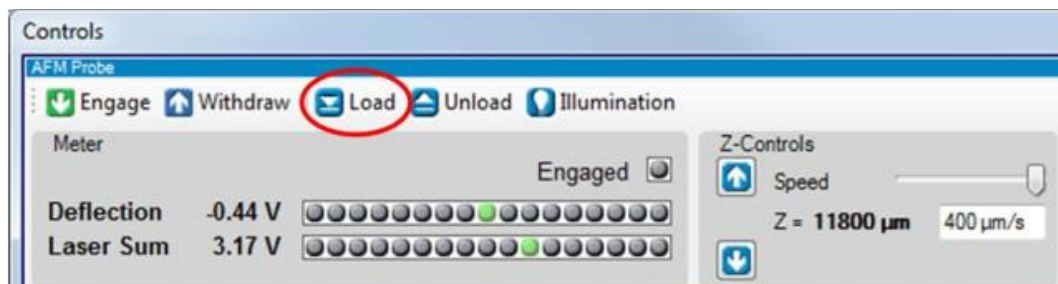 Controls
AFM Probe
Engage Withdraw Load Unload Illumination
Meter
Engaged
Deflection -0.44 V
Laser Sum 3.17 V
Z-Controls
Speed
Z = 11800 µm 400 µm/s